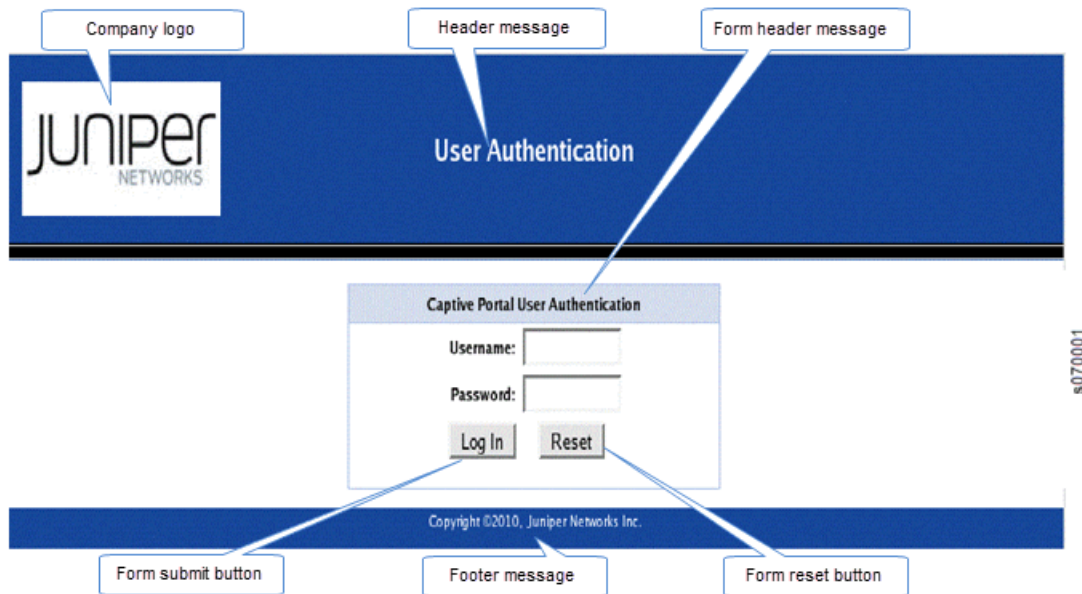 Company logo
Header message
Form header message
JUNIPEr
NETWORKS
User Authentication
Captive Portal User Authentication
Username:
Password:
Log In
Reset
s070001
Copyright ©2010, Juniper Networks Inc.
Form submit button
Footer message
Form reset button